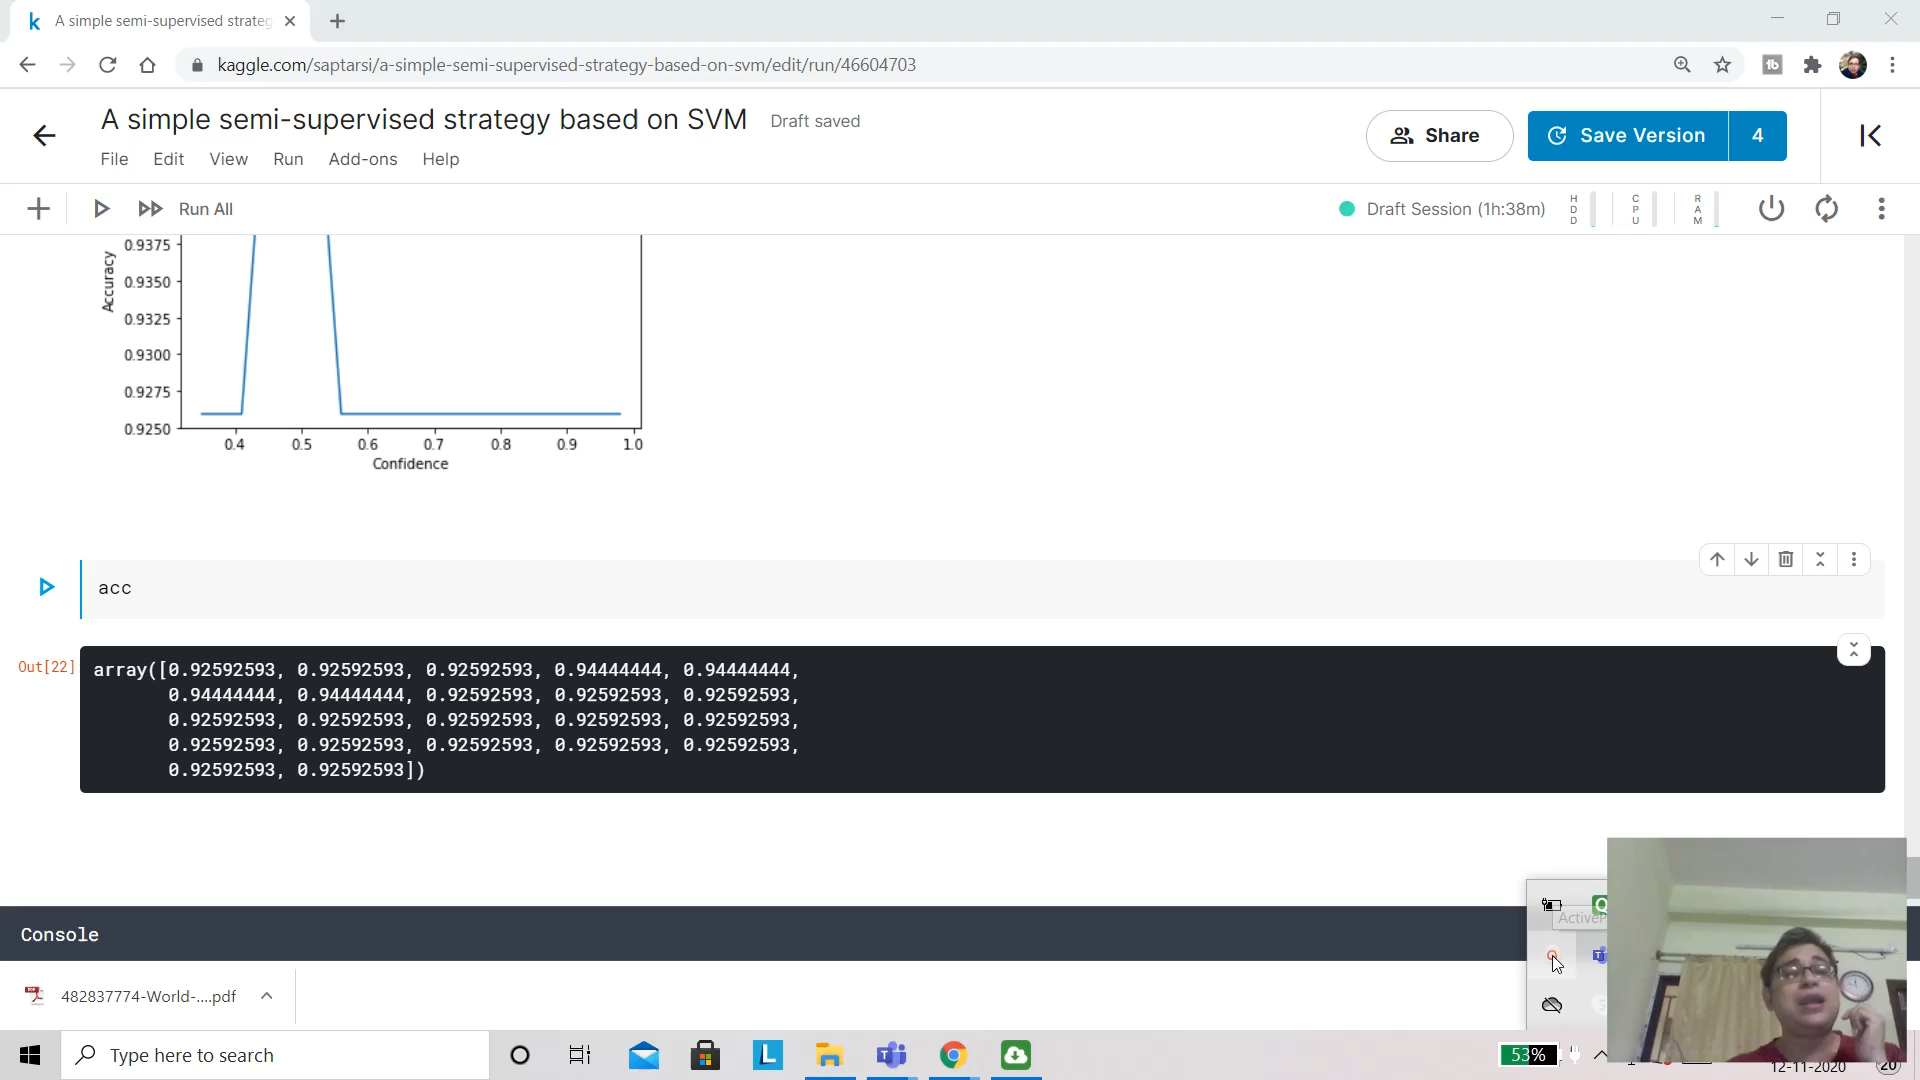 A simple semi-supervised strateg
kaggle.com/saptarsi/a-simple-semi-supervised-strategy-based-on-svm/edit/run/46604703
A simple semi-supervised strategy based on SVM
Draft saved
Share
Save Version
4
File Edit View Run Add-ons Help
Run All
Draft Session (1h:38m)
HDD
CPU
RAM
0.9375
0.9350
0.9325
0.9300
0.9275
0.9250
Accuracy
0.4 0.5 0.6 0.7 0.8 0.9 1.0
Confidence
acc
Out[22]
array([0.92592593, 0.92592593, 0.92592593, 0.94444444, 0.94444444,
0.94444444, 0.94444444, 0.92592593, 0.92592593, 0.92592593,
0.92592593, 0.92592593, 0.92592593, 0.92592593, 0.92592593,
0.92592593, 0.92592593, 0.92592593, 0.92592593, 0.92592593,
0.92592593, 0.92592593])
Console
482837774-World-....pdf
Type here to search
53%
12-11-2020
20